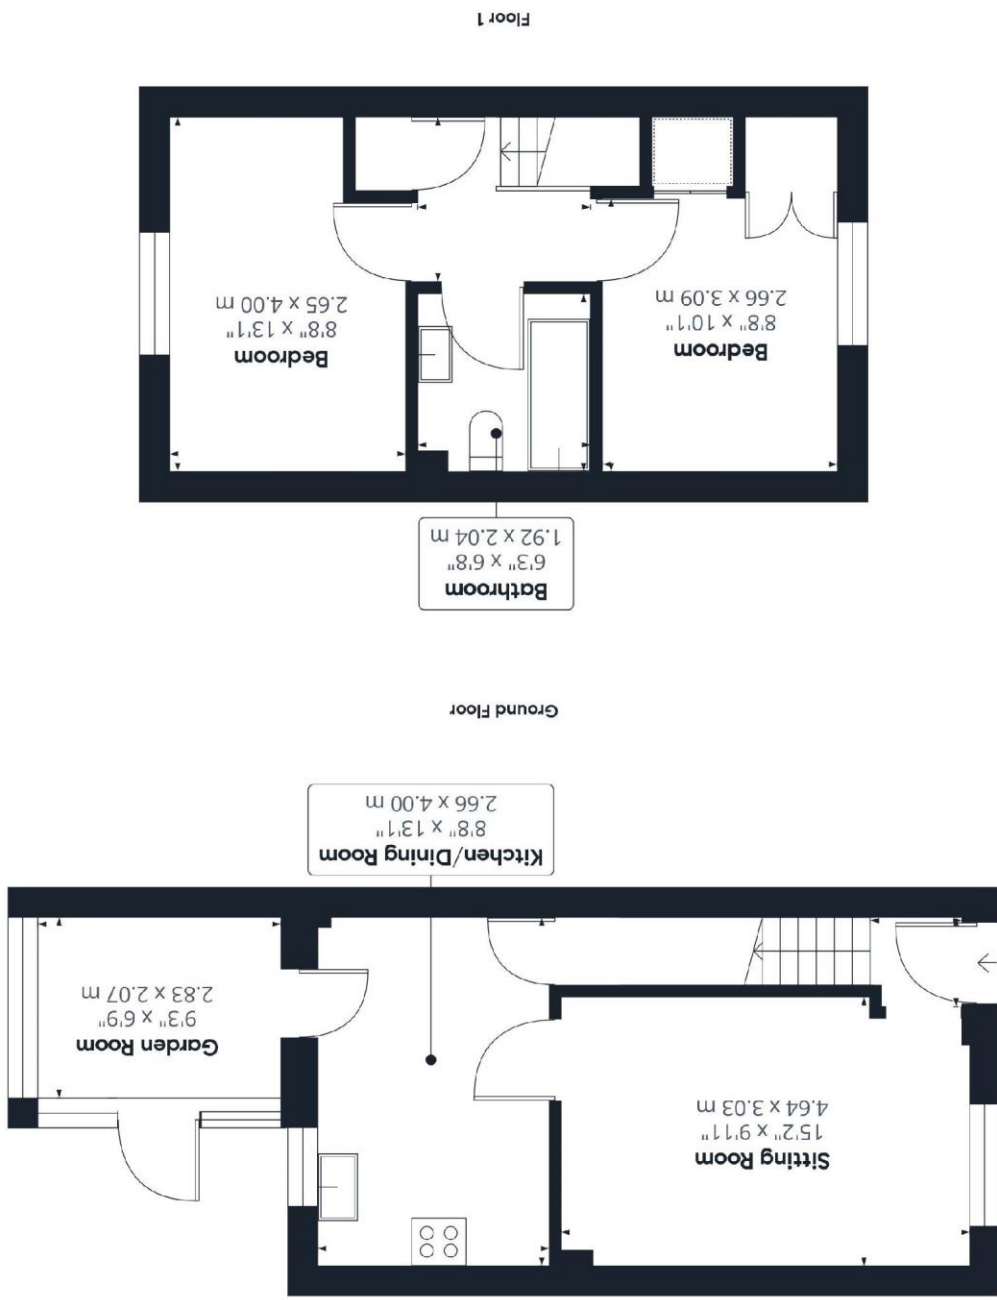 Sitting Room
15'2" x 9'11"
4.64 x 3.03 m
Garden Room
9'3" x 6'9"
2.83 x 2.07 m
Kitchen/Dining Room
8'8" x 13'1"
2.66 x 4.00 m
Ground Floor
Bathroom
6'3" x 6'8"
1.92 x 2.04 m
Bedroom
8'8" x 10'1"
2.66 x 3.09 m
Bedroom
8'8" x 13'1"
2.65 x 4.00 m
Floor 1